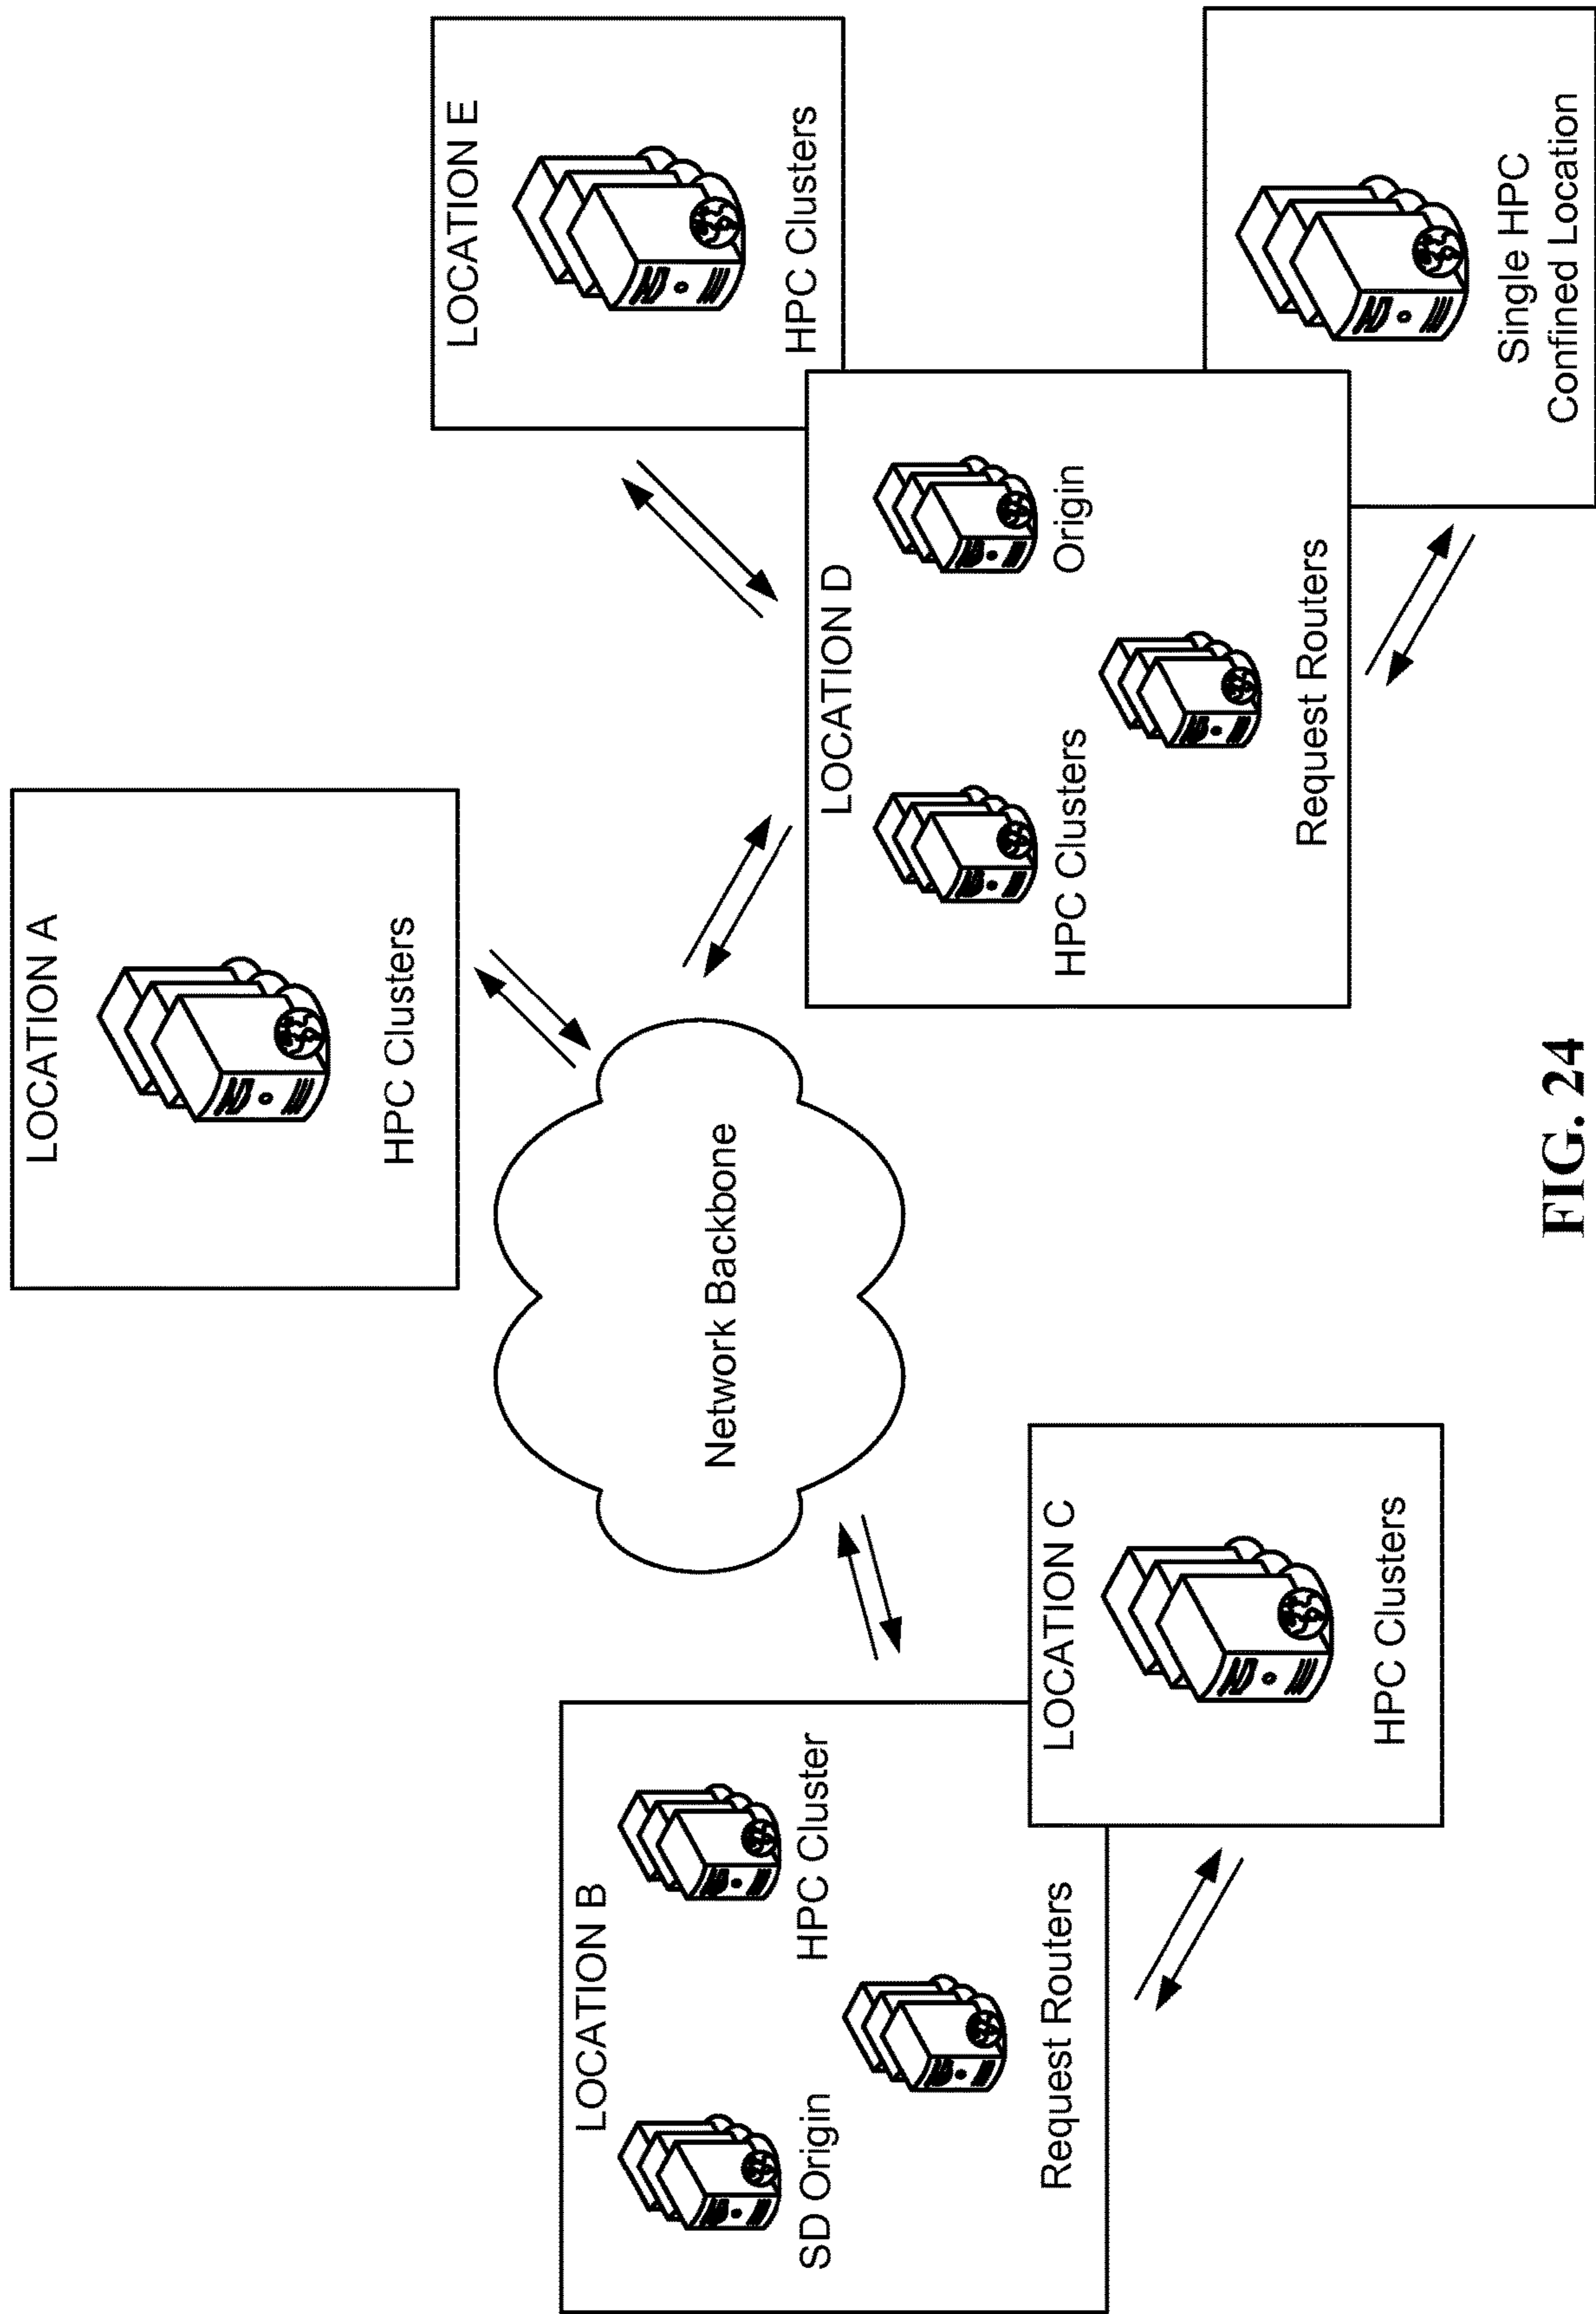 LOCATION A
HPC Clusters
LOCATION E
HPC Clusters
Network Backbone
LOCATION B
SD Origin
HPC Cluster
Request Routers
LOCATION C
HPC Clusters
LOCATION D
HPC Clusters
Origin
Request Routers
Single HPC
Confined Location
FIG. 24